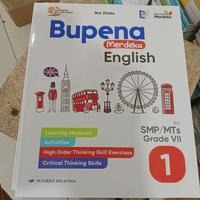 Nur Zaida
Merdeka
Bupena
Merdeka
English
Learning Materials
Activities
High Order Thinking Skill Exercises
Critical Thinking Skills
for
SMP/MTs
Grade VII
1
PENERBIT ERLANGGA